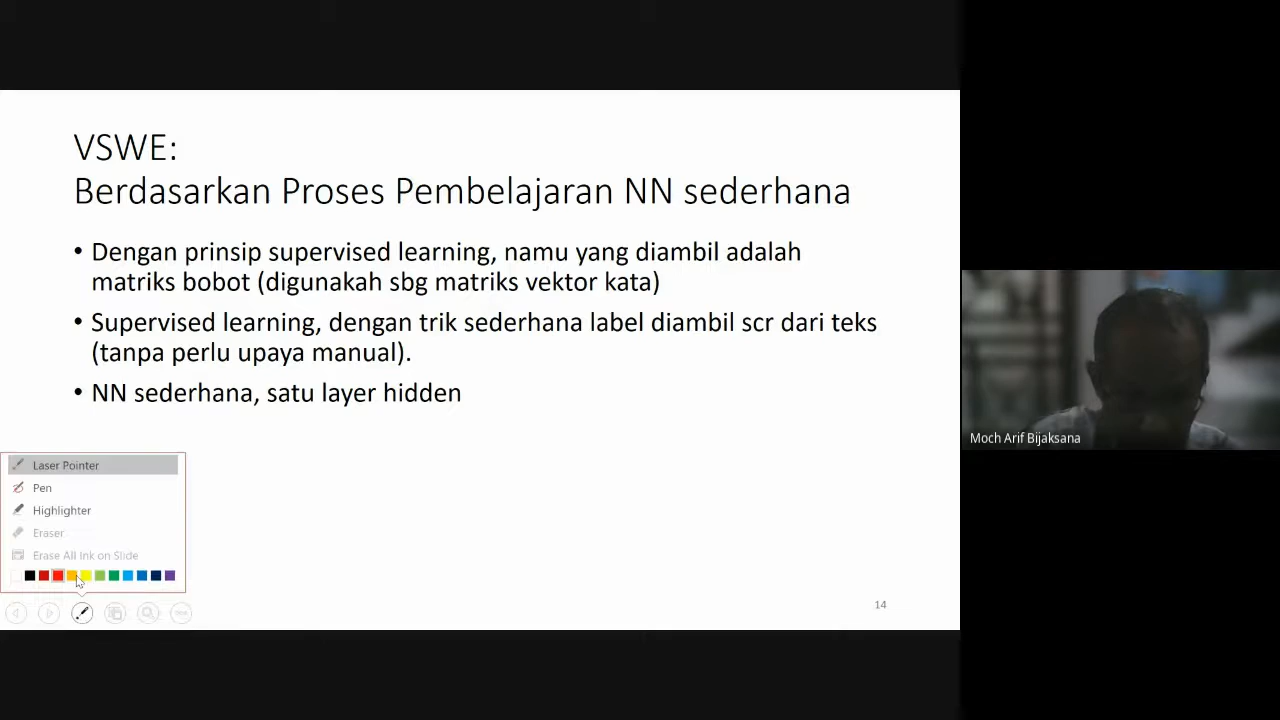 VSWE:
Berdasarkan Proses Pembelajaran NN sederhana
• Dengan prinsip supervised learning, namu yang diambil adalah
matriks bobot (digunakah sbg matriks vektor kata)
• Supervised learning, dengan trik sederhana label diambil scr dari teks
(tanpa perlu upaya manual).
• NN sederhana, satu layer hidden
Laser Pointer
Pen
Highlighter
Eraser
Erase All Ink on Slide
14
Moch Arif Bijaksana